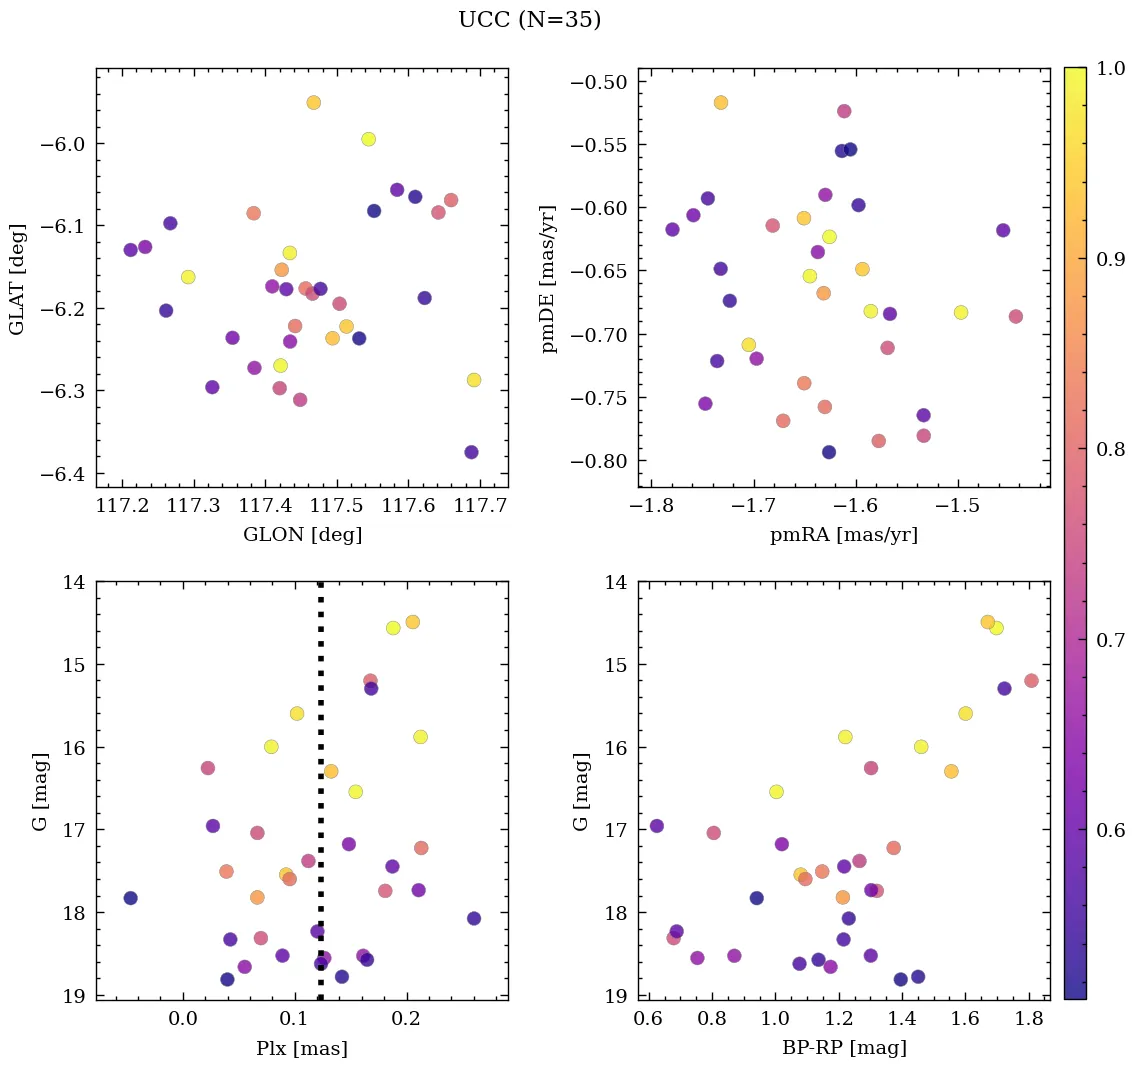 UCC (N=35)
−6.0
−6.1
−6.2
−6.3
−6.4
GLAT [deg]
117.2 117.3 117.4 117.5 117.6 117.7
GLON [deg]
−0.50
−0.55
−0.60
−0.65
−0.70
−0.75
−0.80
pmDE [mas/yr]
−1.8 −1.7 −1.6 −1.5
pmRA [mas/yr]
1.0
0.9
0.8
0.7
0.6
14
15
16
17
18
19
G [mag]
0.0 0.1 0.2
Plx [mas]
14
15
16
17
18
19
G [mag]
0.6 0.8 1.0 1.2 1.4 1.6 1.8
BP-RP [mag]